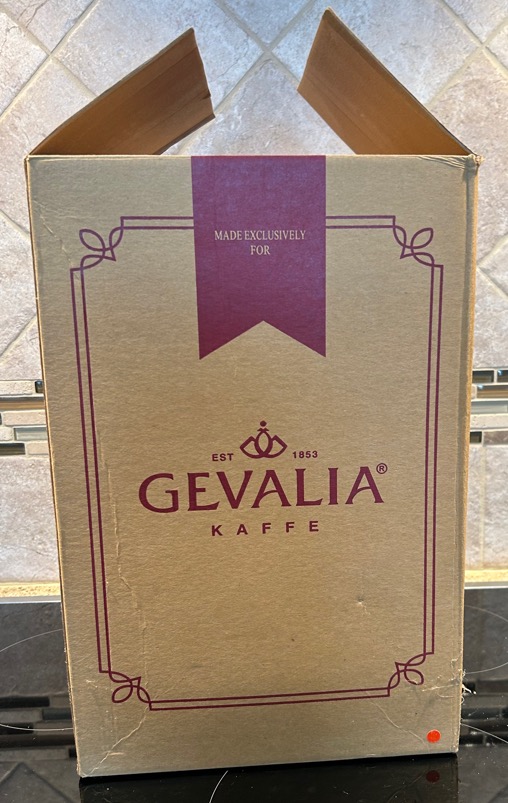 MADE EXCLUSIVELY
FOR
EST 1853
GEVALIA®
KAFFE